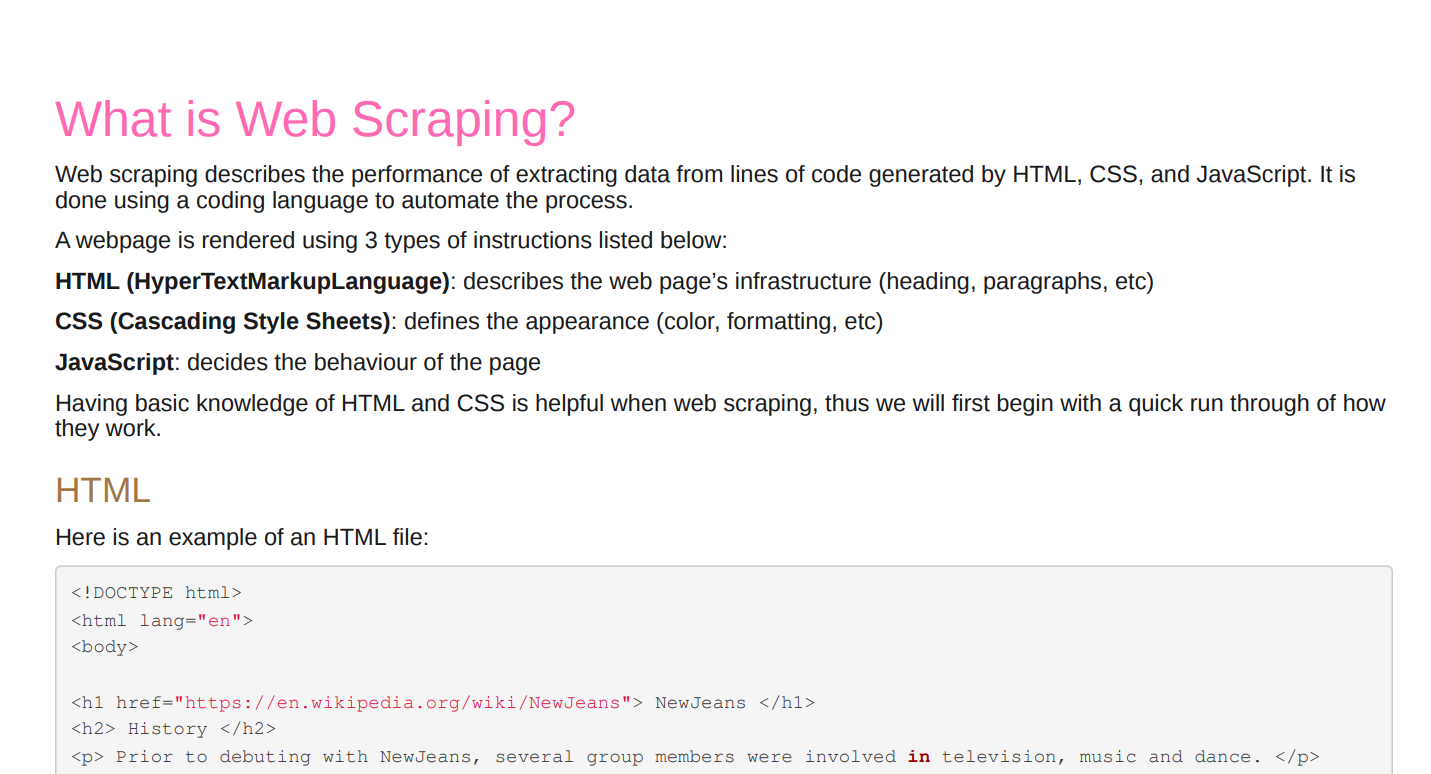 What is Web Scraping?
Web scraping describes the performance of extracting data from lines of code generated by HTML, CSS, and JavaScript. It is
done using a coding language to automate the process.
A webpage is rendered using 3 types of instructions listed below:
HTML (HyperTextMarkupLanguage): describes the web page’s infrastructure (heading, paragraphs, etc)
CSS (Cascading Style Sheets): defines the appearance (color, formatting, etc)
JavaScript: decides the behaviour of the page
Having basic knowledge of HTML and CSS is helpful when web scraping, thus we will first begin with a quick run through of how
they work.
HTML
Here is an example of an HTML file:
<!DOCTYPE html>
<html lang="en">
<body>
<h1 href="https://en.wikipedia.org/wiki/NewJeans"> NewJeans </h1>
<h2> History </h2>
<p> Prior to debuting with NewJeans, several group members were involved in television, music and dance. </p>